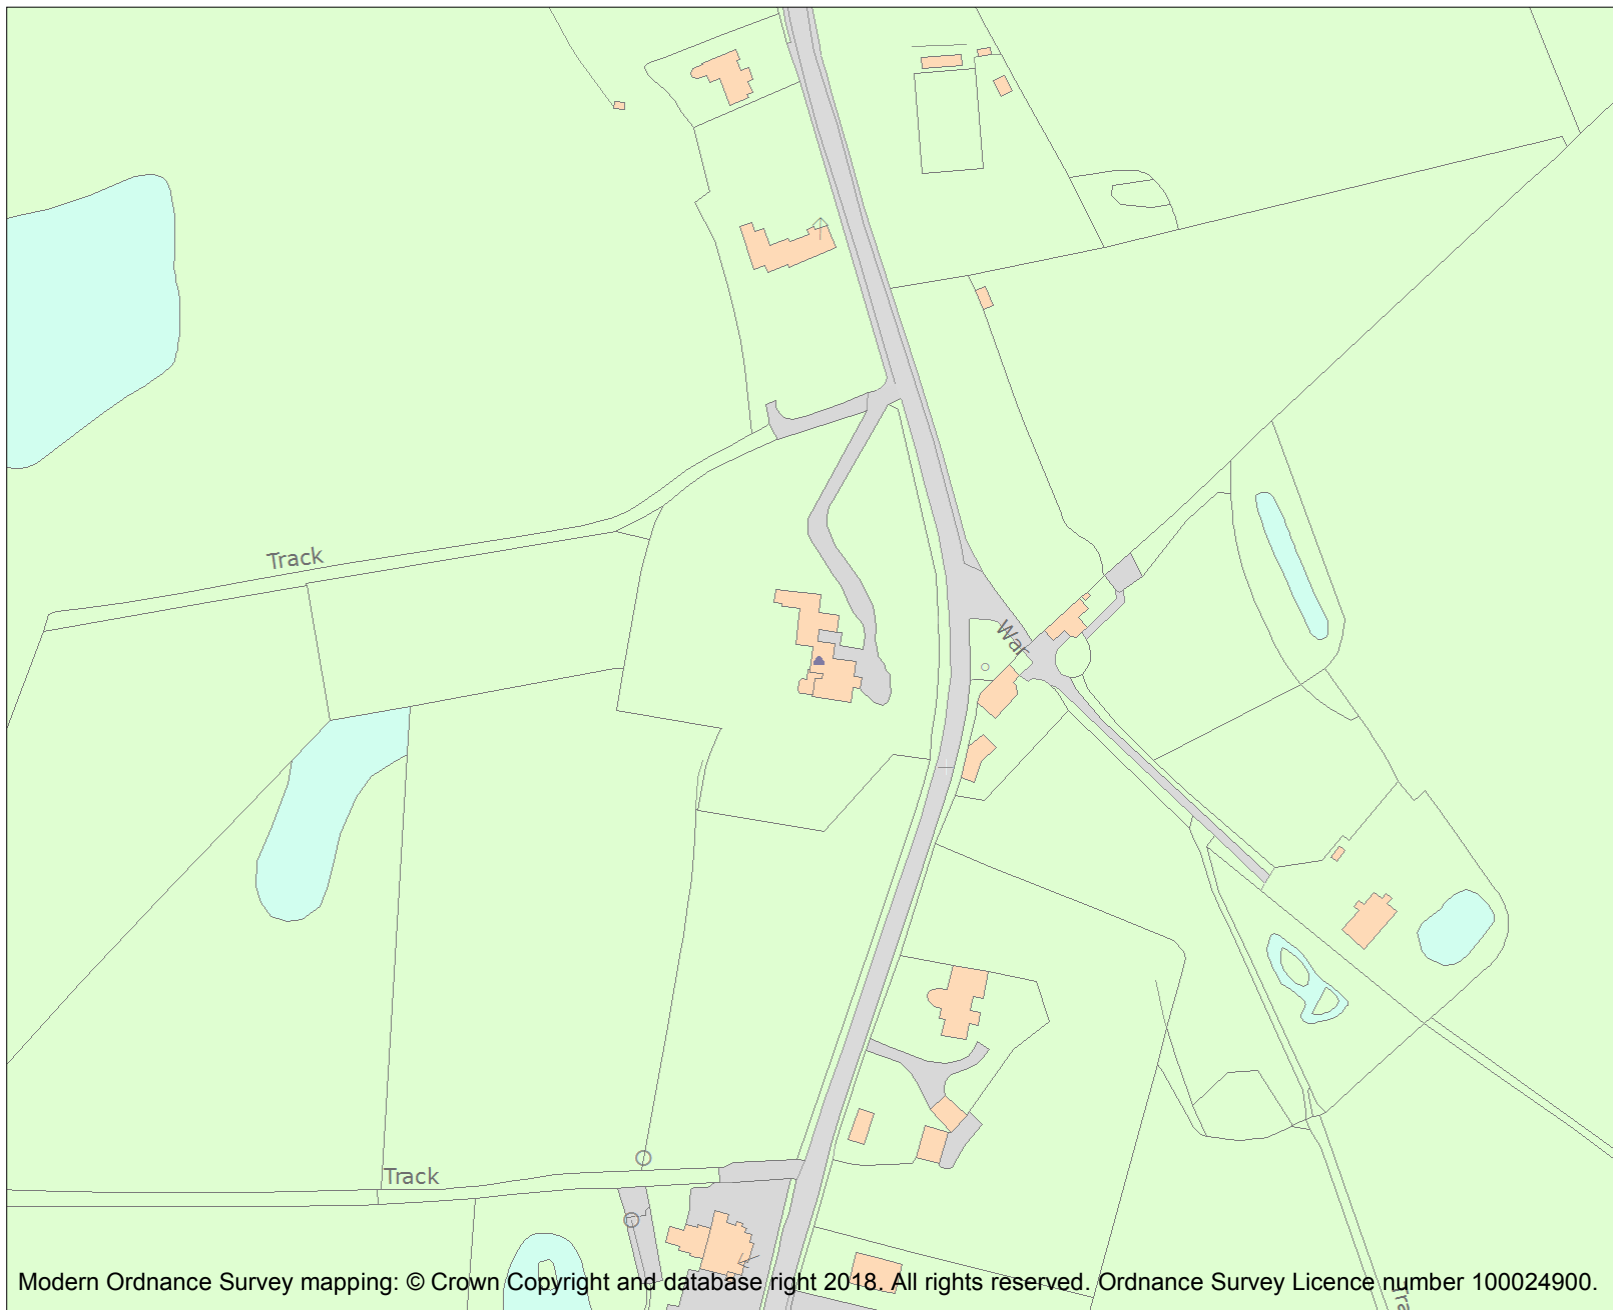 Track
War
Track
Tra
Modern Ordnance Survey mapping: © Crown Copyright and database right 2018. All rights reserved. Ordnance Survey Licence number 100024900.